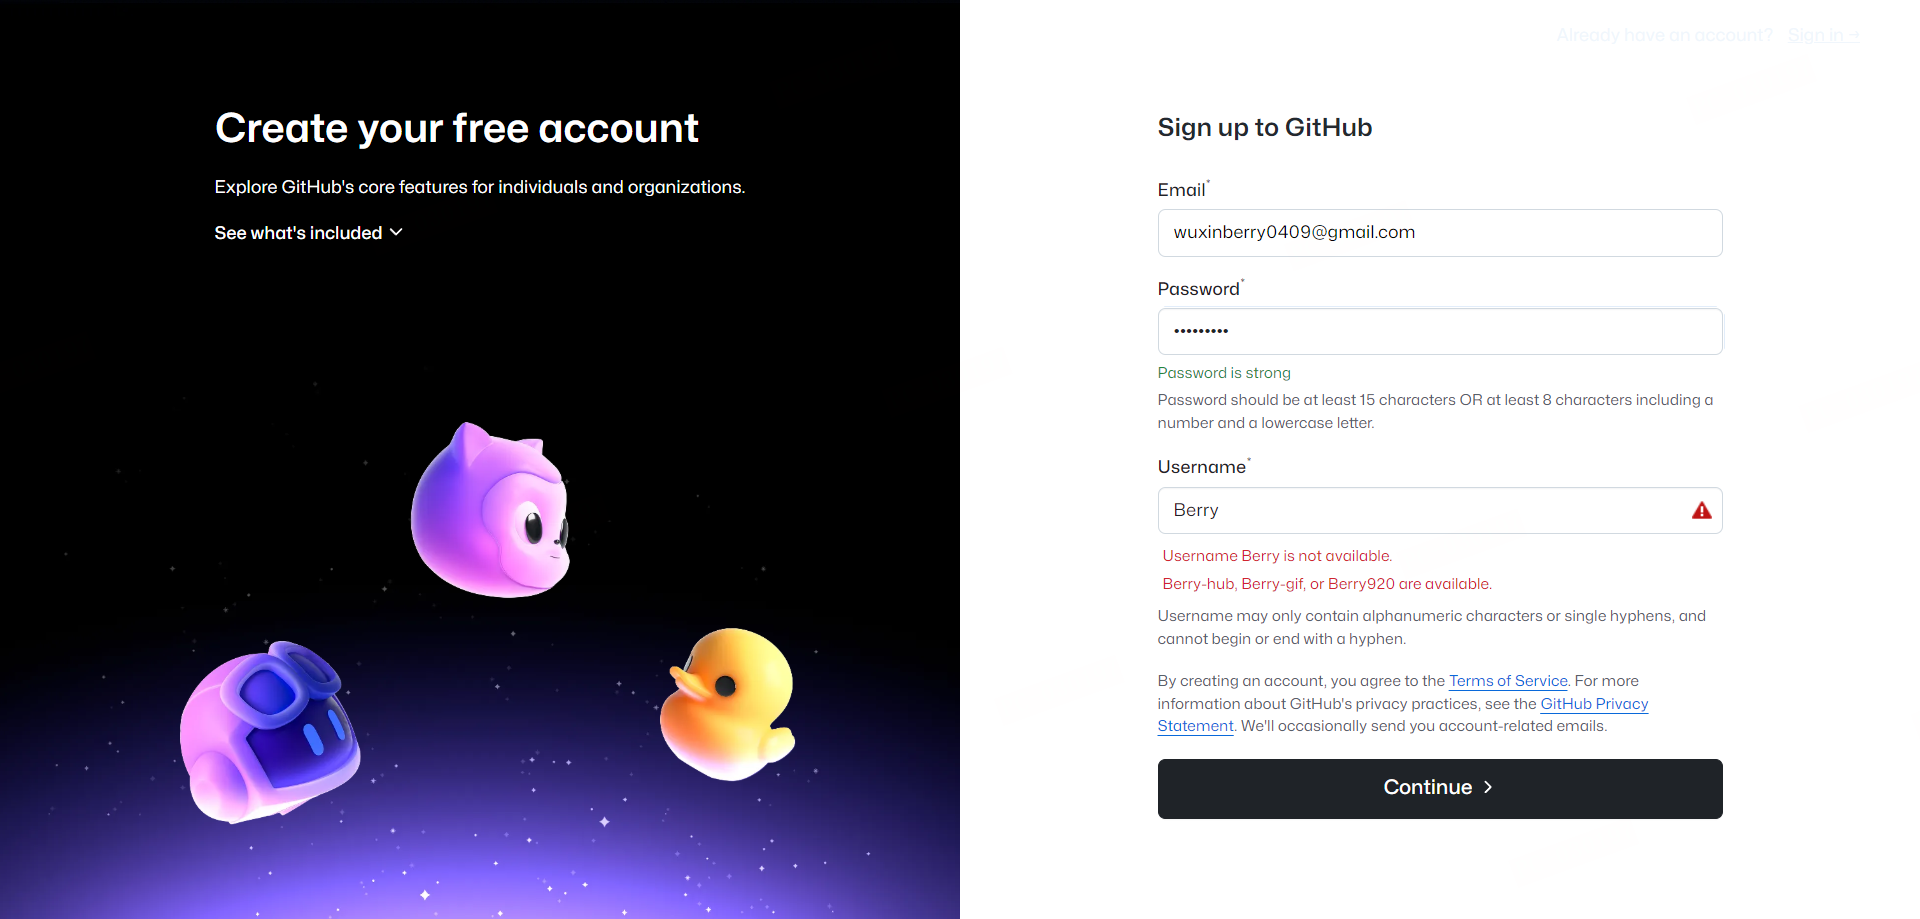 Already have an account? Sign in →
Create your free account
Explore GitHub's core features for individuals and organizations.
See what's included
Sign up to GitHub
Email*
wuxinberry0409@gmail.com
Password*
•••••••••
Password is strong
Password should be at least 15 characters OR at least 8 characters including a
number and a lowercase letter.
Username*
Berry
Username Berry is not available.
Berry-hub, Berry-gif, or Berry920 are available.
Username may only contain alphanumeric characters or single hyphens, and
cannot begin or end with a hyphen.
By creating an account, you agree to the Terms of Service. For more
information about GitHub's privacy practices, see the GitHub Privacy
Statement. We'll occasionally send you account-related emails.
Continue